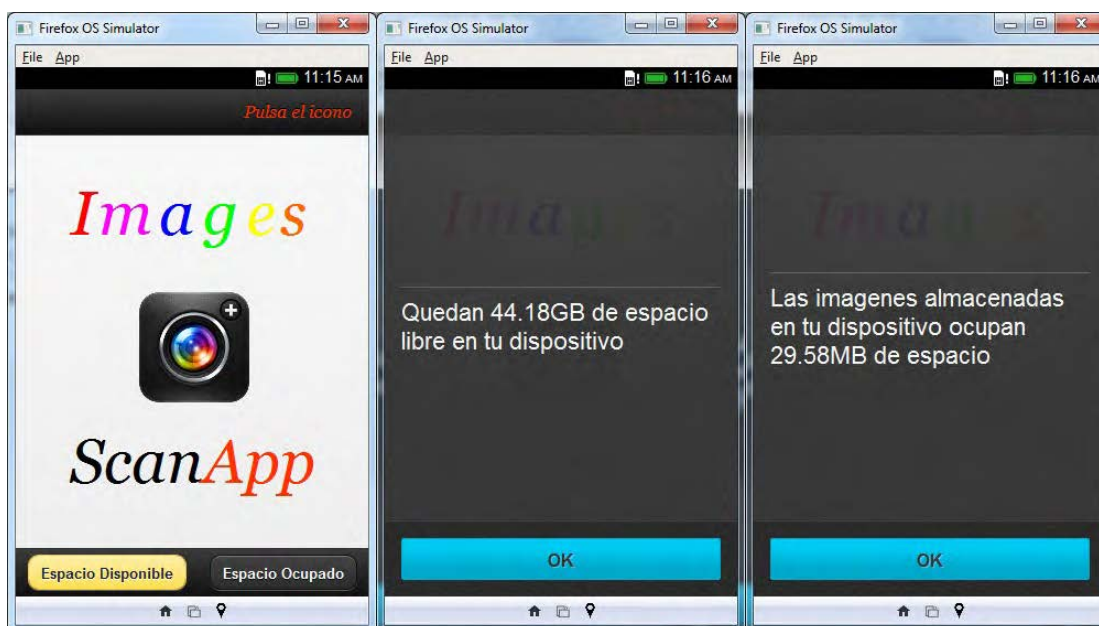 Firefox OS Simulator
File App
11:15 AM
Pulsa el icono
Images
ScanApp
Espacio Disponible
Espacio Ocupado
Firefox OS Simulator
File App
11:16 AM
Images
Quedan 44.18GB de espacio
libre en tu dispositivo
OK
Firefox OS Simulator
File App
11:16 AM
Images
Las imagenes almacenadas
en tu dispositivo ocupan
29.58MB de espacio
OK